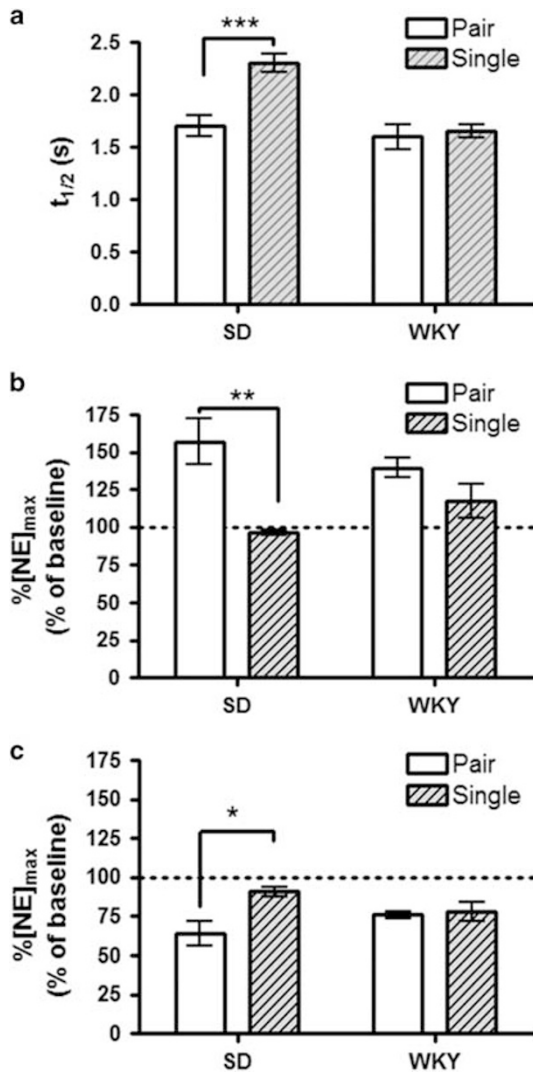 a
***
Pair
Single
2.5
2.0
1.5
1.0
0.5
0.0
t1/2 (s)
SD
WKY
b
**
Pair
Single
175
150
125
100
75
50
25
0
%[NE]max
(% of baseline)
SD
WKY
c
*
Pair
Single
175
150
125
100
75
50
25
0
%[NE]max
(% of baseline)
SD
WKY